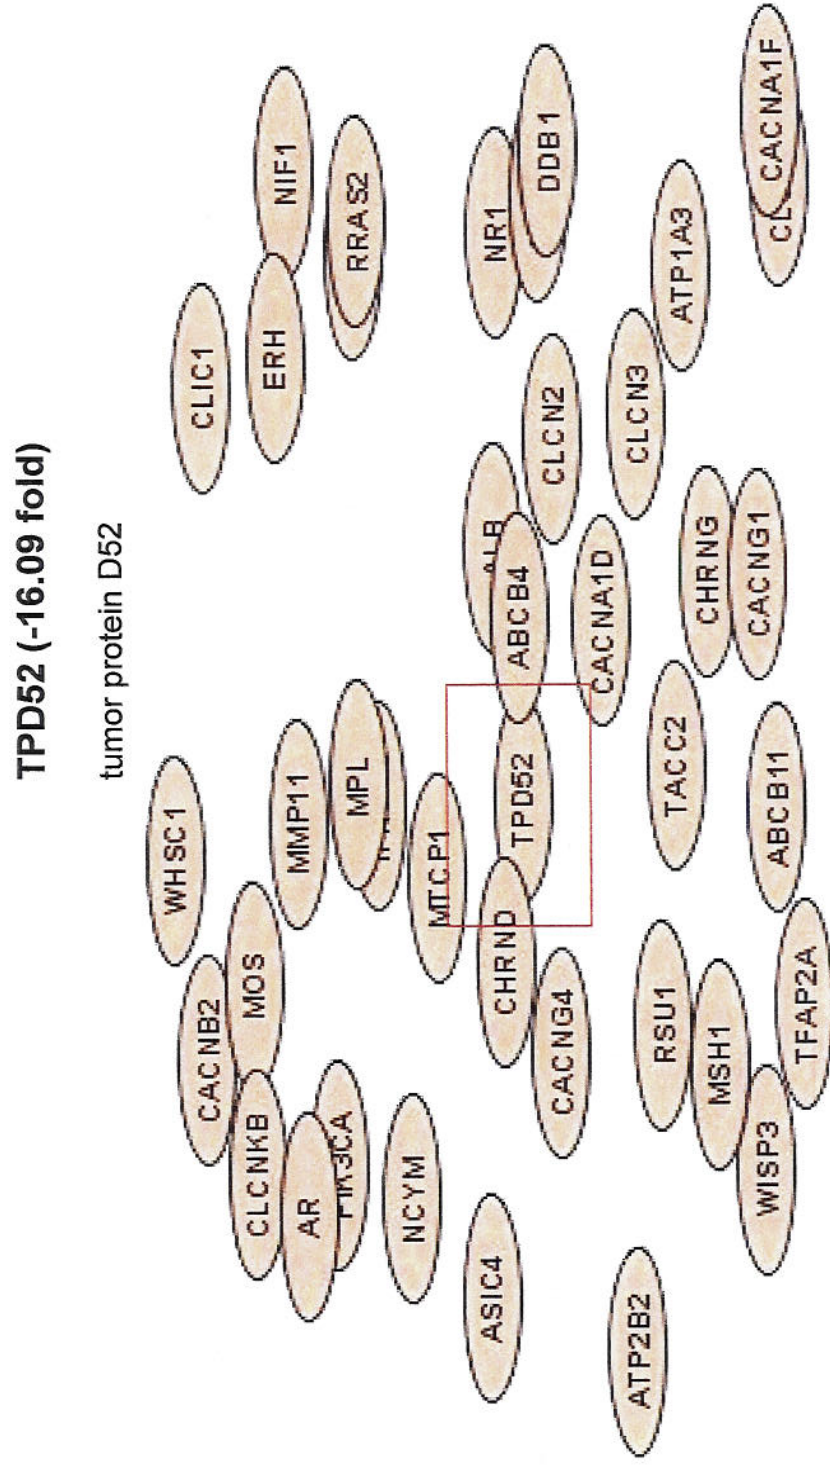 TPD52 (-16.09 fold)
tumor protein D52
WHSC1
CLIC1
CACNB2
MOS
ERH
NIF1
CLCNKB
MMP11
AR
MPL
RRAS2
PIK3CA
NCYM
MTCP1
ASIC4
CHRND
TPD52
ALB
ABCB4
NR1
DDB1
CLCN2
CACNG4
CACNA1D
CLCN3
ATP2B2
RSU1
TACC2
ATP1A3
MSH1
CHRNG
CACNG1
WISP3
ABCB11
CACNA1F
TFAP2A